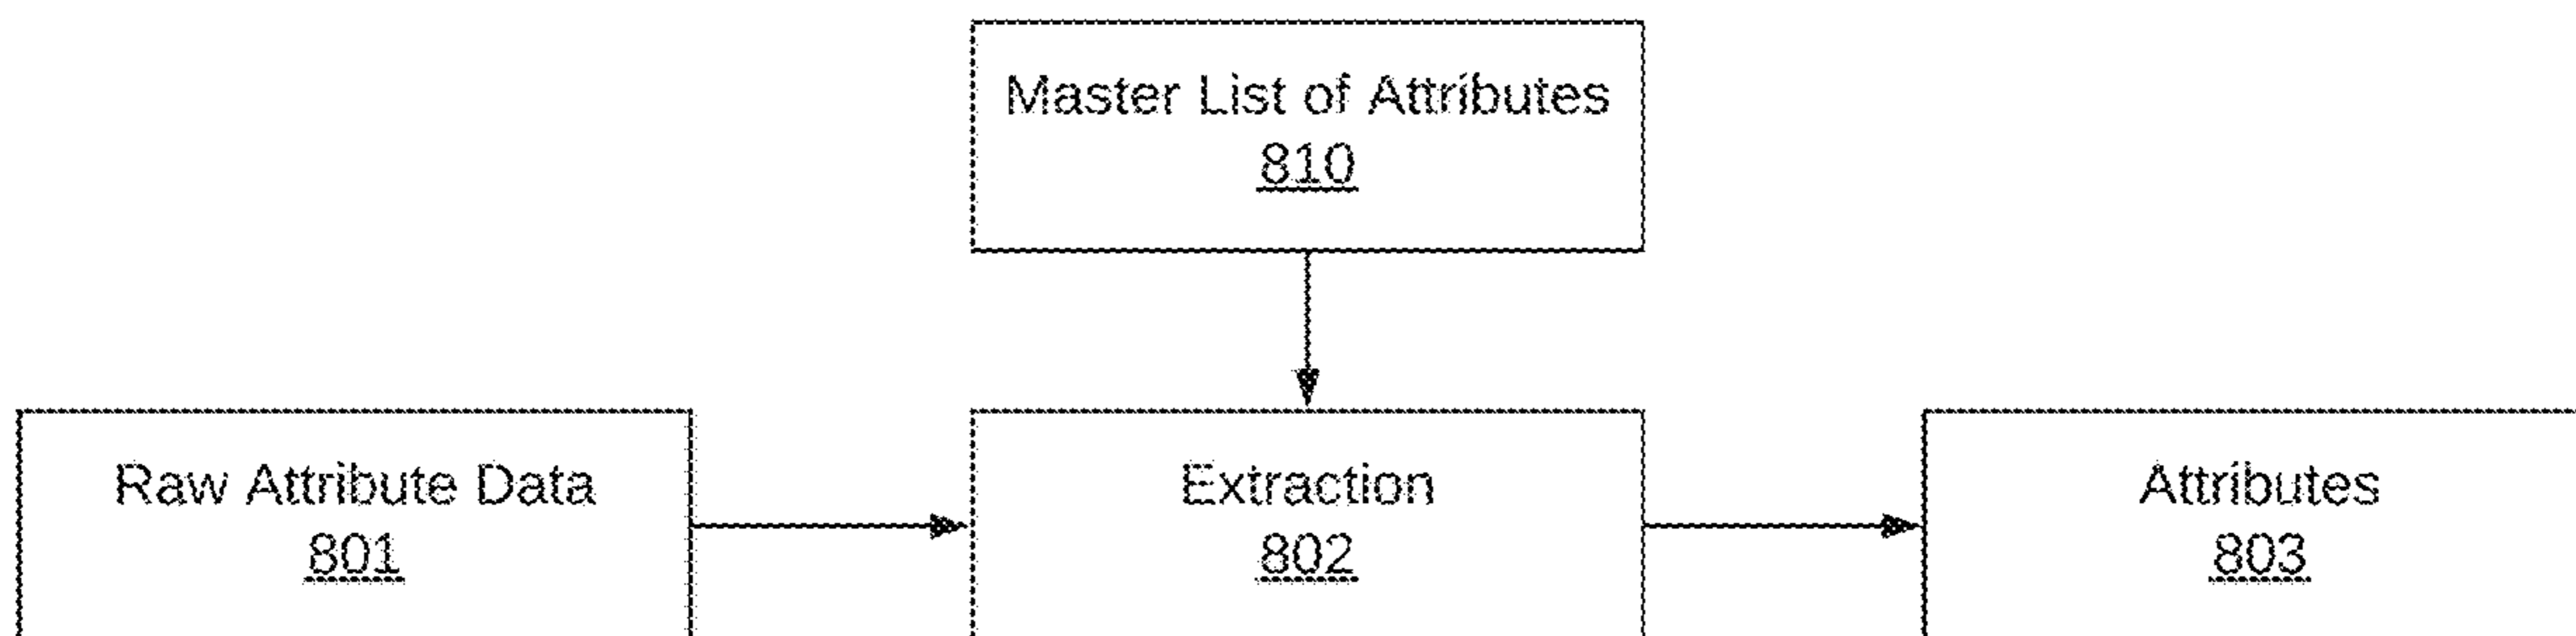 Master List of Attributes
810
Raw Attribute Data
801
Extraction
802
Attributes
803